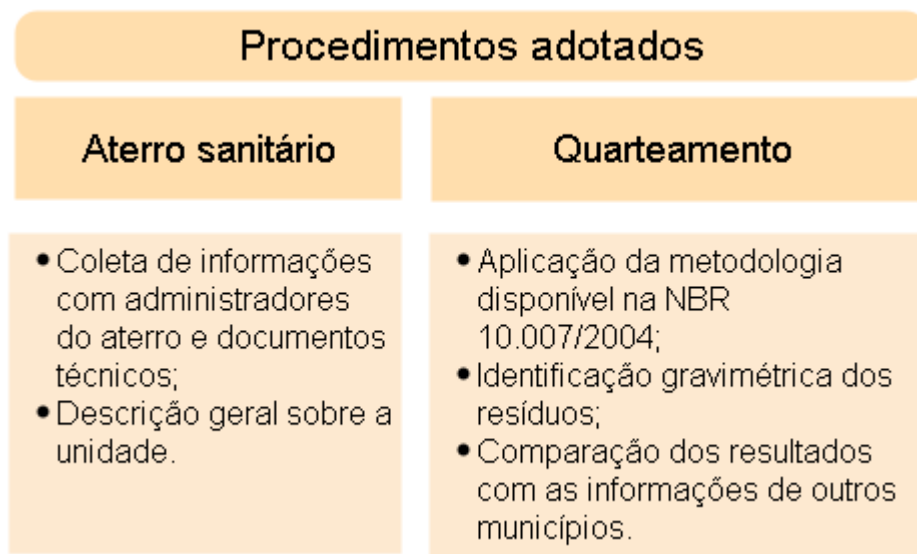 Procedimentos adotados
Aterro sanitário
Quarteamento
• Coleta de informações
com administradores
do aterro e documentos
técnicos;
• Descrição geral sobre a
unidade.
• Aplicação da metodologia
disponível na NBR
10.007/2004;
• Identificação gravimétrica dos
resíduos;
• Comparação dos resultados
com as informações de outros
municípios.